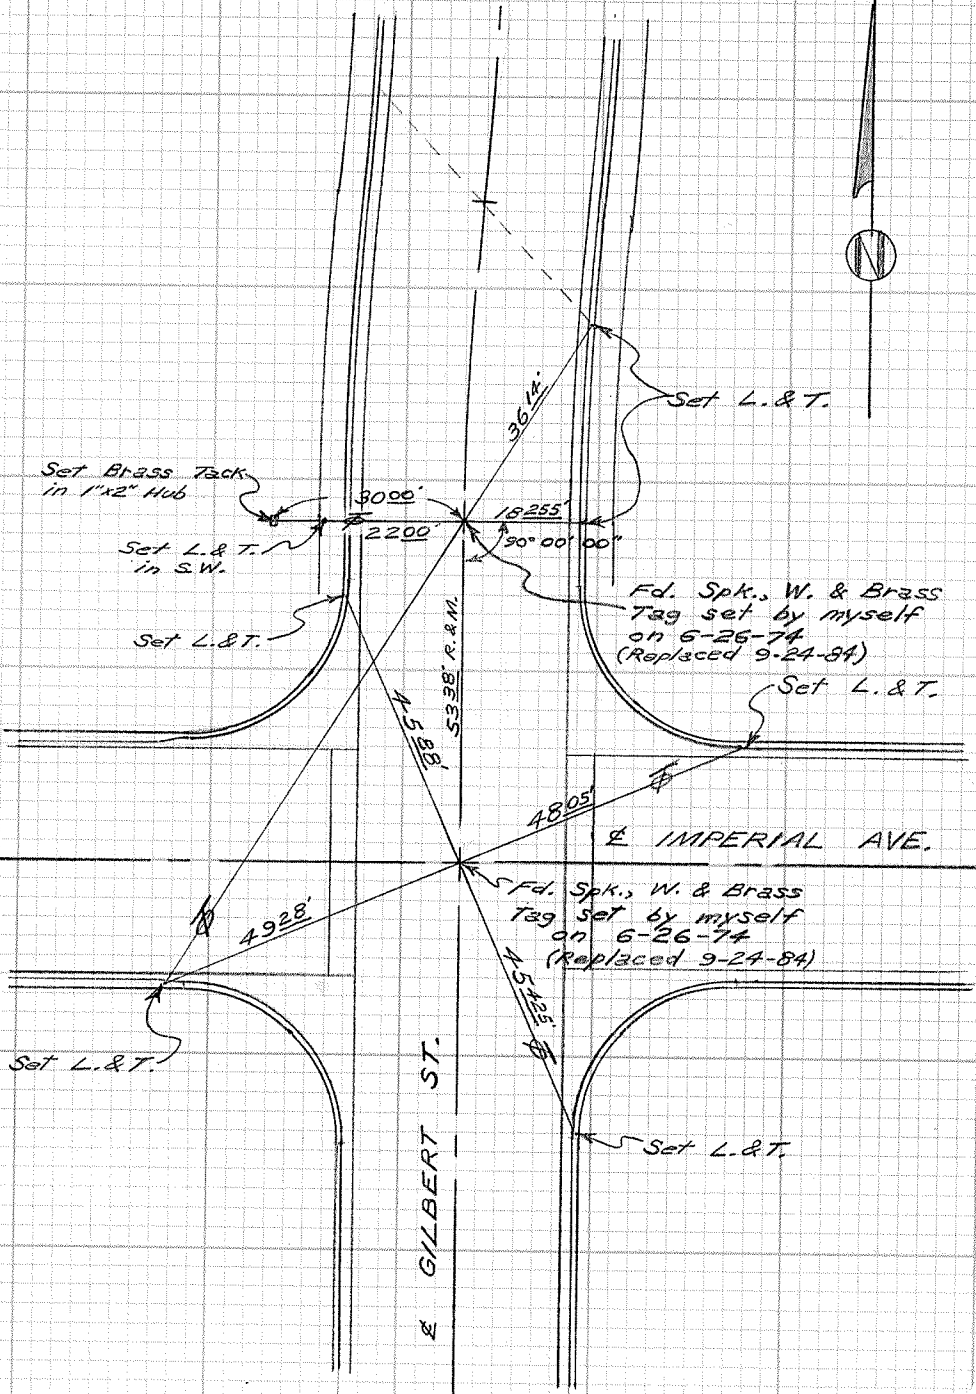 N
36.14'
Set L. & T.
Set Brass Tack
in 1"x2" Hub
30.00'
18.255'
22.00'
90° 00' 00"
Set L. & T.
in S.W.
Fd. Spk., W. & Brass
Tag set by myself
on 6-26-74
(Replaced 9-24-84)
Set L. & T.
53.38' R. & M.
Set L. & T.
45.88'
48.05'
℄ IMPERIAL AVE.
Fd. Spk., W. & Brass
Tag set by myself
on 6-26-74
(Replaced 9-24-84)
49.28'
45.425'
Set L. & T.
℄ GILBERT ST.
Set L. & T.